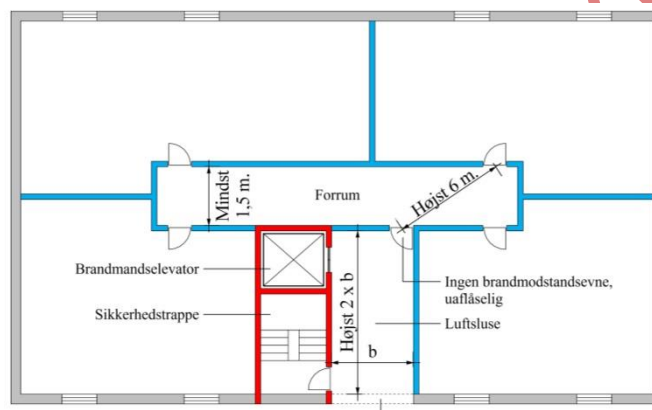 Mindst
1,5 m.
Forrum
Højst 6 m.
Brandmandselevator
Sikkerhedstrappe
Højst 2 x b
b
Ingen brandmodstandsevne,
uaflåselig
Luftsluse